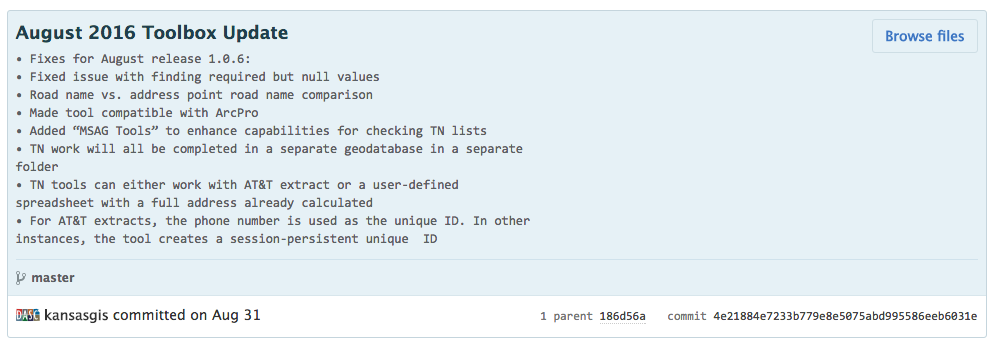 August 2016 Toolbox Update
Browse files
• Fixes for August release 1.0.6:
• Fixed issue with finding required but null values
• Road name vs. address point road name comparison
• Made tool compatible with ArcPro
• Added “MSAG Tools” to enhance capabilities for checking TN lists
• TN work will all be completed in a separate geodatabase in a separate
folder
• TN tools can either work with AT&T extract or a user-defined
spreadsheet with a full address already calculated
• For AT&T extracts, the phone number is used as the unique ID. In other
instances, the tool creates a session-persistent unique  ID
master
DASC kansasgis committed on Aug 31
1 parent 186d56a commit 4e21884e7233b779e8e5075abd995586eeb6031e